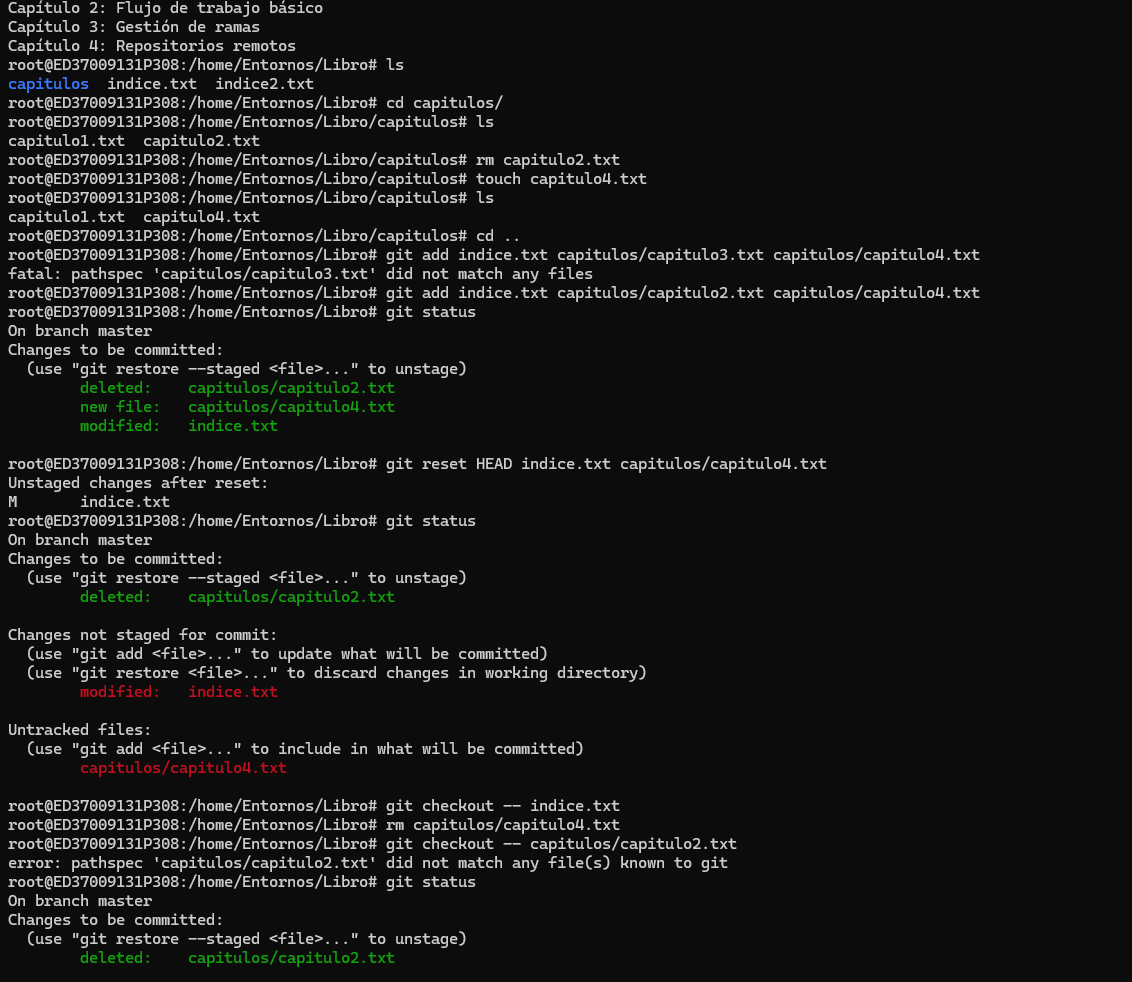 Capítulo 2: Flujo de trabajo básico
Capítulo 3: Gestión de ramas
Capítulo 4: Repositorios remotos
root@ED37009131P308:/home/Entornos/Libro# ls
capitulos  indice.txt  indice2.txt
root@ED37009131P308:/home/Entornos/Libro# cd capitulos/
root@ED37009131P308:/home/Entornos/Libro/capitulos# ls
capitulo1.txt  capitulo2.txt
root@ED37009131P308:/home/Entornos/Libro/capitulos# rm capitulo2.txt
root@ED37009131P308:/home/Entornos/Libro/capitulos# touch capitulo4.txt
root@ED37009131P308:/home/Entornos/Libro/capitulos# ls
capitulo1.txt  capitulo4.txt
root@ED37009131P308:/home/Entornos/Libro/capitulos# cd ..
root@ED37009131P308:/home/Entornos/Libro# git add indice.txt capitulos/capitulo3.txt capitulos/capitulo4.txt
fatal: pathspec 'capitulos/capitulo3.txt' did not match any files
root@ED37009131P308:/home/Entornos/Libro# git add indice.txt capitulos/capitulo2.txt capitulos/capitulo4.txt
root@ED37009131P308:/home/Entornos/Libro# git status
On branch master
Changes to be committed:
  (use "git restore --staged <file>..." to unstage)
        deleted:    capitulos/capitulo2.txt
        new file:   capitulos/capitulo4.txt
        modified:   indice.txt

root@ED37009131P308:/home/Entornos/Libro# git reset HEAD indice.txt capitulos/capitulo4.txt
Unstaged changes after reset:
M       indice.txt
root@ED37009131P308:/home/Entornos/Libro# git status
On branch master
Changes to be committed:
  (use "git restore --staged <file>..." to unstage)
        deleted:    capitulos/capitulo2.txt

Changes not staged for commit:
  (use "git add <file>..." to update what will be committed)
  (use "git restore <file>..." to discard changes in working directory)
        modified:   indice.txt

Untracked files:
  (use "git add <file>..." to include in what will be committed)
        capitulos/capitulo4.txt

root@ED37009131P308:/home/Entornos/Libro# git checkout -- indice.txt
root@ED37009131P308:/home/Entornos/Libro# rm capitulos/capitulo4.txt
root@ED37009131P308:/home/Entornos/Libro# git checkout -- capitulos/capitulo2.txt
error: pathspec 'capitulos/capitulo2.txt' did not match any file(s) known to git
root@ED37009131P308:/home/Entornos/Libro# git status
On branch master
Changes to be committed:
  (use "git restore --staged <file>..." to unstage)
        deleted:    capitulos/capitulo2.txt